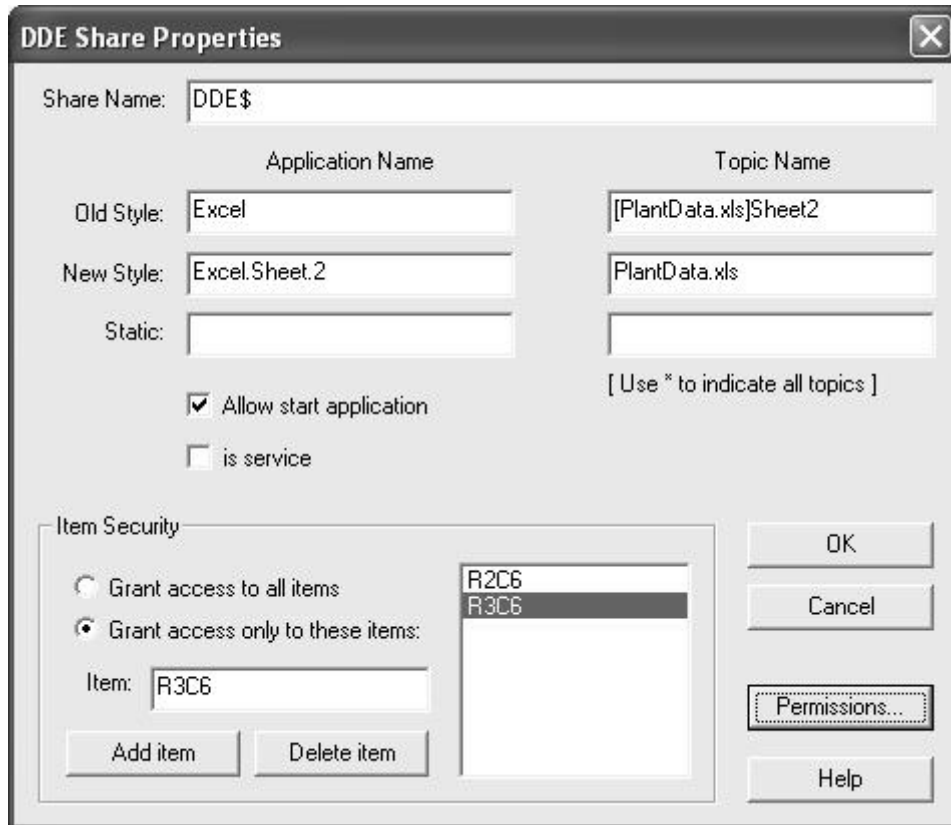 DDE Share Properties
Share Name: DDE$
Application Name Topic Name
Old Style: Excel [PlantData.xls]Sheet2
New Style: Excel.Sheet.2 PlantData.xls
Static:
[ Use * to indicate all topics ]
Allow start application
is service
Item Security
Grant access to all items
Grant access only to these items:
Item: R3C6
Add item Delete item
R2C6
R3C6
OK
Cancel
Permissions...
Help